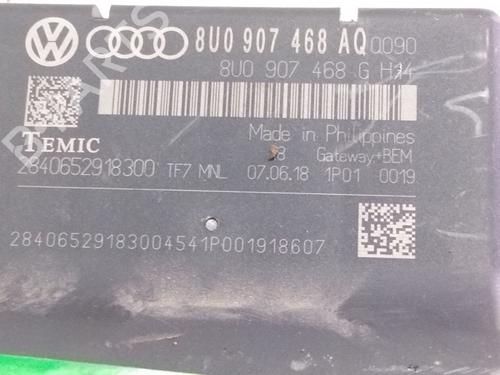 8U0 907 468 AQ 0090
8U0 907 468 G H14
TEMIC
Made in Philippines
Gateway+BEM
2840652918300 TF7 MNL 07.06.18 1P01 0019
28406529183004541P001918607